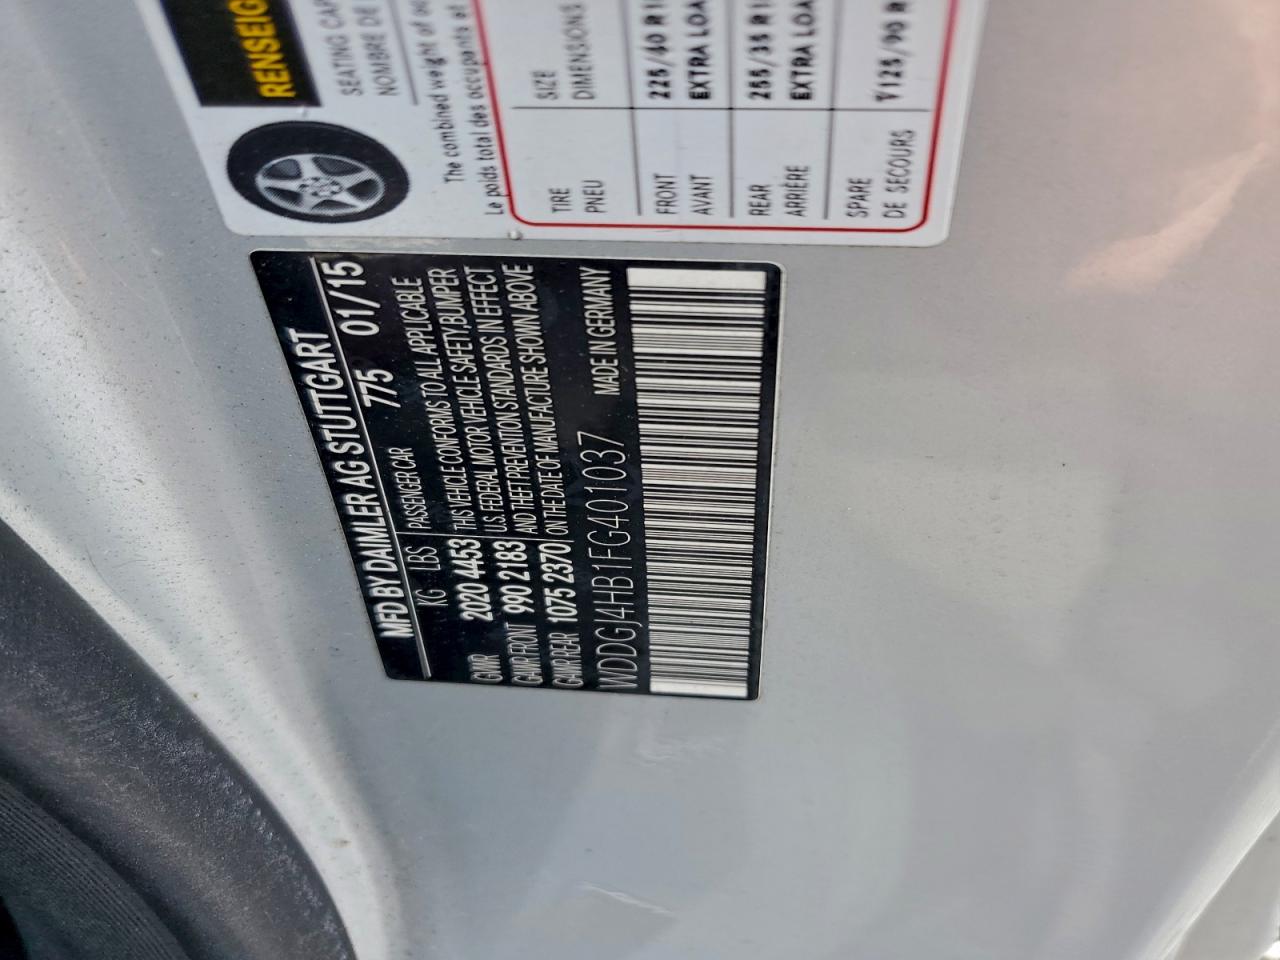 RENSEIG
SEATING CAP
NOMBRE DE
The combined weight of oc
Le poids total des occupants et
TIRE SIZE
PNEU DIMENSIONS
FRONT 225/40 R1
AVANT EXTRA LOA
REAR 255/35 R1
ARRIÈRE EXTRA LOA
SPARE T125/90 R
DE SECOURS
MFD BY DAIMLER AG STUTTGART
775 01/15
KG LBS PASSENGER CAR
GVWR 2020 4453 THIS VEHICLE CONFORMS TO ALL APPLICABLE
GAWR FRONT 990 2183 U.S. FEDERAL MOTOR VEHICLE SAFETY,BUMPER
GAWR REAR 1075 2370 AND THEFT PREVENTION STANDARDS IN EFFECT
ON THE DATE OF MANUFACTURE SHOWN ABOVE
WDDGJ4HB1FG401037 MADE IN GERMANY